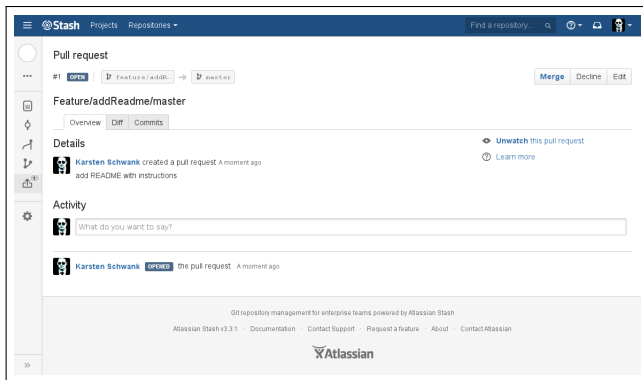 Stash Projects Repositories Find a repository...
Pull request
#1 OPEN feature/addR… master Merge Decline Edit
Feature/addReadme/master
Overview Diff Commits
Details
Unwatch this pull request
Karsten Schwank created a pull request A moment ago
Learn more
add README with instructions
1
Activity
What do you want to say?
Karsten Schwank OPENED the pull request A moment ago
Git repository management for enterprise teams powered by Atlassian Stash
Atlassian Stash v3.3.1 · Documentation · Contact Support · Request a feature · About · Contact Atlassian
Atlassian